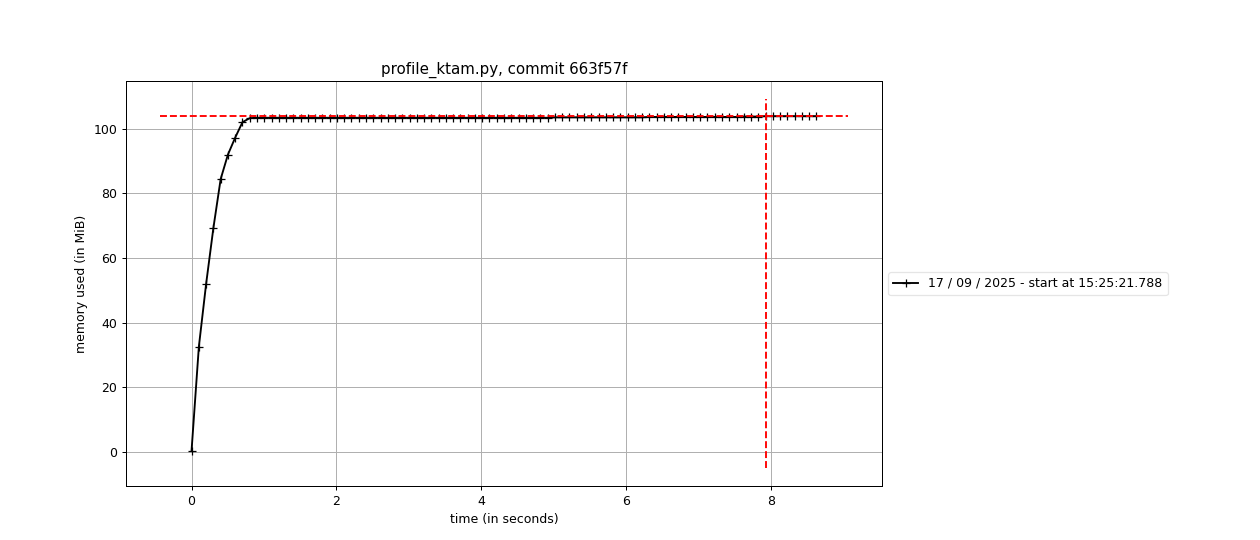 profile_ktam.py, commit 663f57f
100
80
60
40
20
0
memory used (in MiB)
0 2 4 6 8
time (in seconds)
17 / 09 / 2025 - start at 15:25:21.788